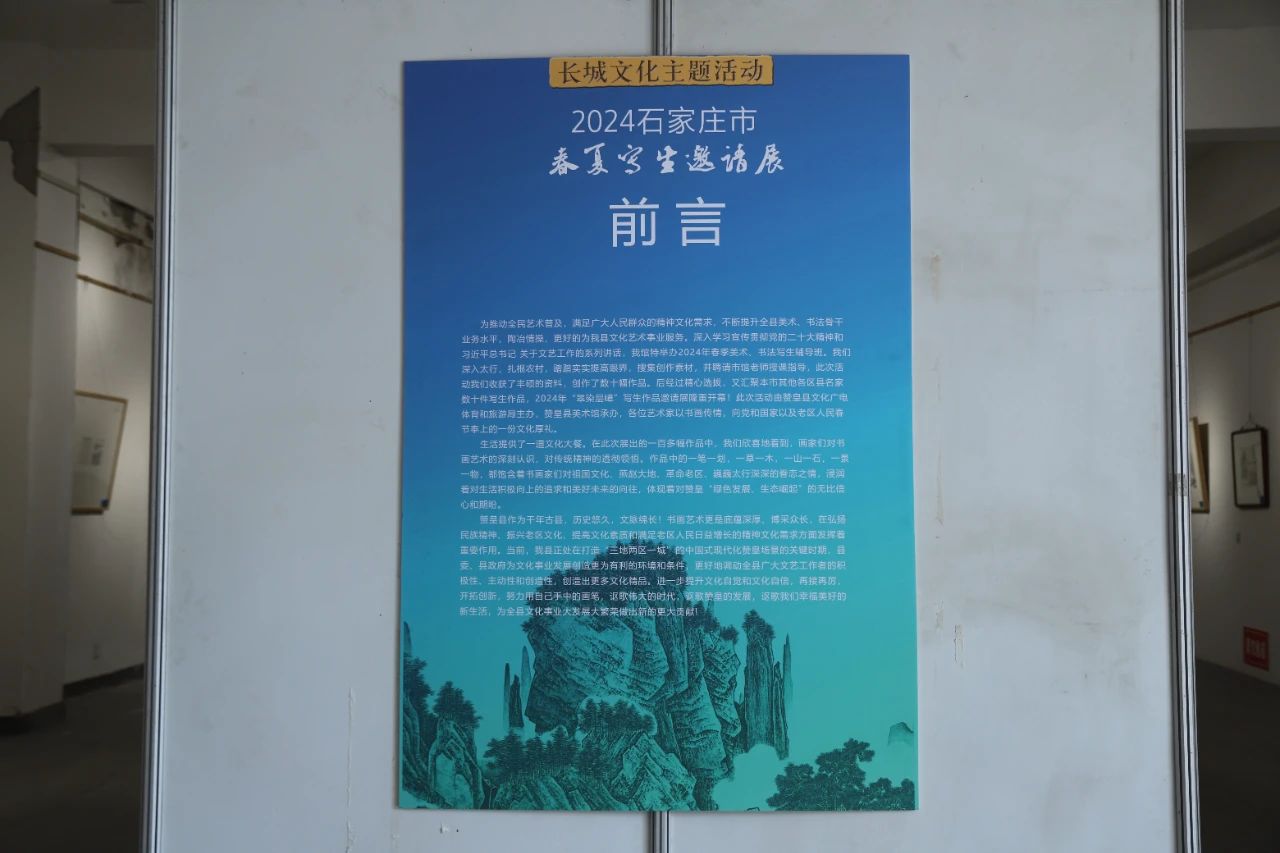 长城文化主题活动
2024石家庄市
春夏写生邀请展
前言
为推动全民艺术普及，满足广大人民群众的精神文化需求，不断提升全县美术、书法骨干
业务水平，陶冶情操，更好的为我县文化艺术事业服务。深入学习宣传贯彻党的二十大精神和
习近平总书记 关于文艺工作的系列讲话，我馆特举办2024年春季美术、书法写生辅导班。我们
深入太行，扎根农村，踏踏实实提高眼界，搜集创作素材，并聘请市馆老师授课指导，此次活
动我们收获了丰硕的资料，创作了数十幅作品。后经过精心选拔，又汇聚本市其他各区县名家
数十件写生作品，2024年“翠染层嶂”写生作品邀请展隆重开幕！此次活动由赞皇县文化广电
体育和旅游局主办，赞皇县美术馆承办，各位艺术家以书画传情，向党和国家以及老区人民春
节奉上的一份文化厚礼。
生活提供了一道文化大餐。在此次展出的一百多幅作品中，我们欣喜地看到，画家们对书
画艺术的深刻认识，对传统精神的透彻领悟。作品中的一笔一划，一草一木，一山一石，一景
一物，都饱含着书画家们对祖国文化、燕赵大地、革命老区、巍巍太行深深的眷恋之情，浸润
着对生活积极向上的追求和美好未来的向往，体现着对赞皇“绿色发展、生态崛起”的无比信
心和期盼。
赞皇县作为千年古县，历史悠久，文脉绵长！书画艺术更是底蕴深厚，博采众长，在弘扬
民族精神、振兴老区文化，提高文化素质和满足老区人民日益增长的精神文化需求方面发挥着
重要作用。当前，我县正处在打造“三地两区一城”的中国式现代化赞皇场景的关键时期，县
委、县政府为文化事业发展创造更为有利的环境和条件，更好地调动全县广大文艺工作者的积
极性、主动性和创造性，创造出更多文化精品。进一步提升文化自觉和文化自信，再接再厉，
开拓创新，努力用自己手中的画笔，讴歌伟大的时代，讴歌赞皇的发展，讴歌我们幸福美好的
新生活，为全县文化事业大发展大繁荣做出新的更大贡献！